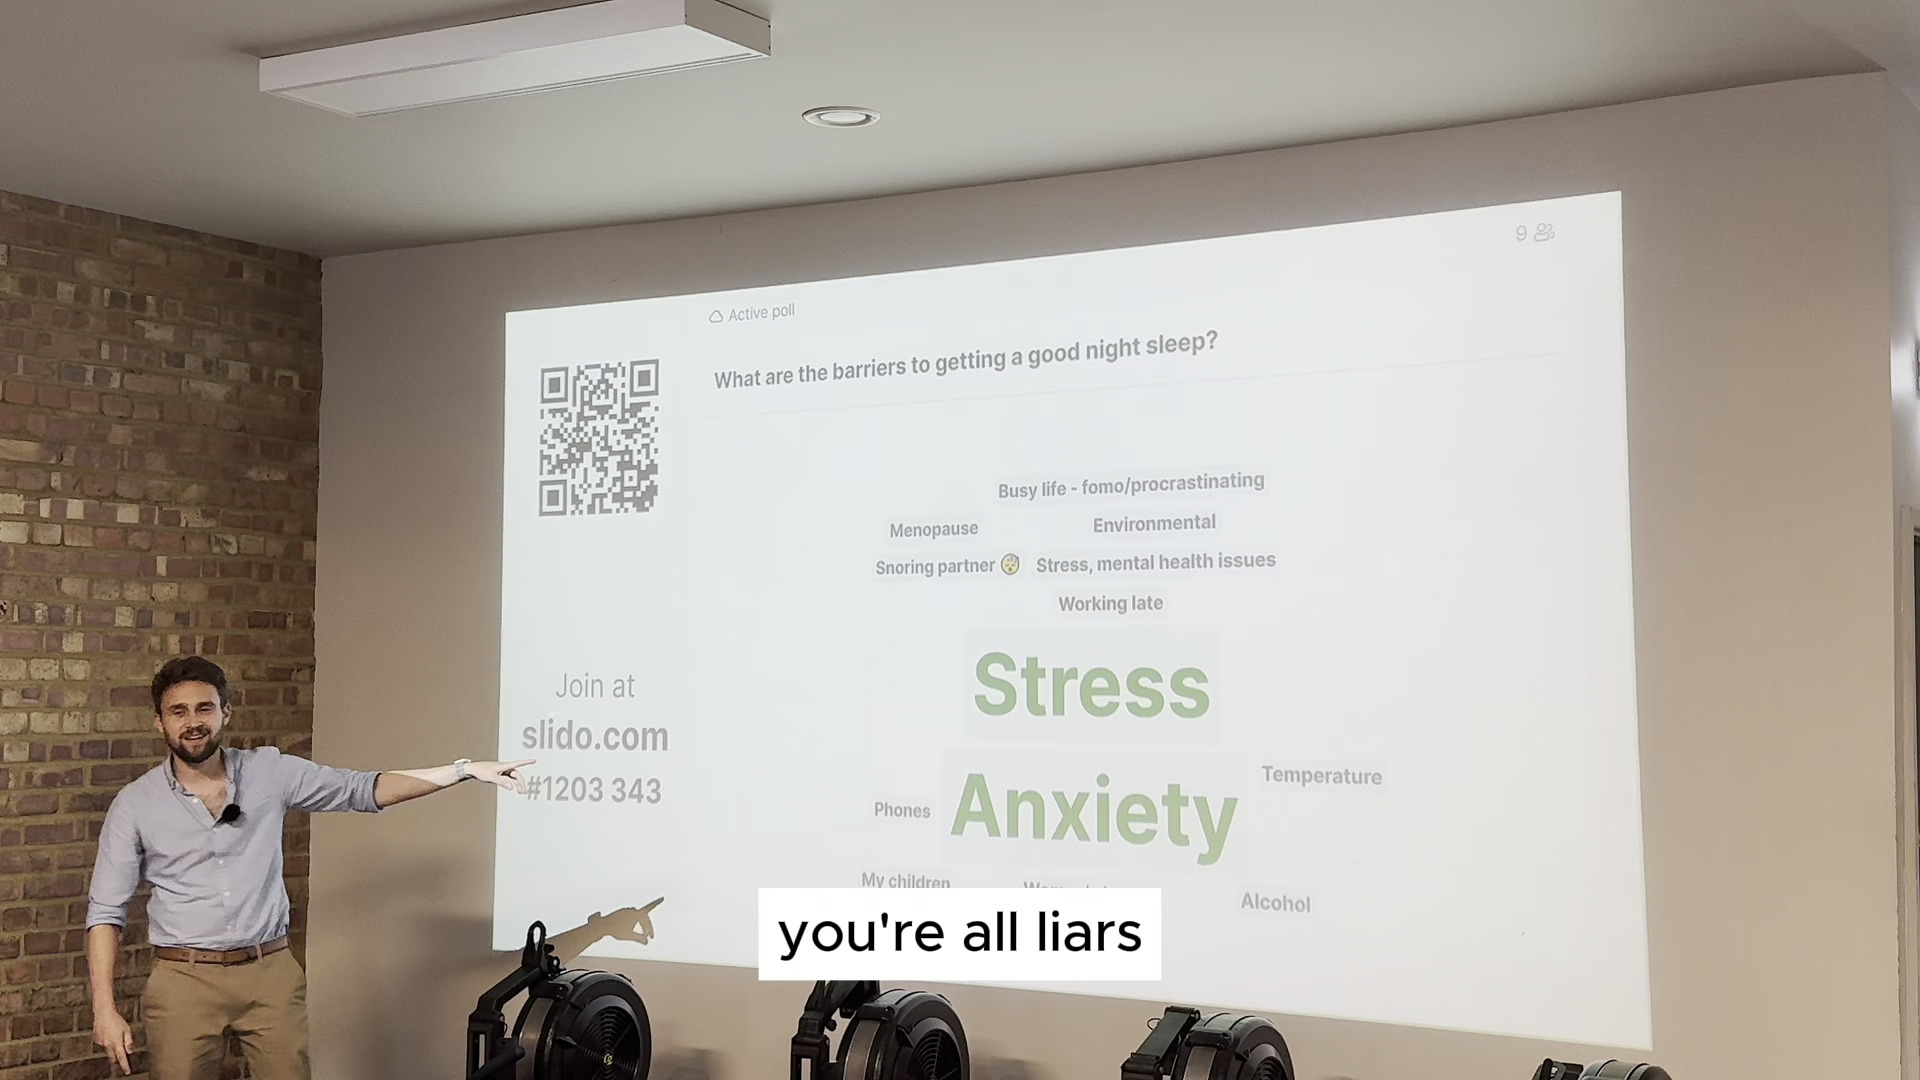 9
Active poll
What are the barriers to getting a good night sleep?
Busy life - fomo/procrastinating
Menopause
Environmental
Snoring partner 😴
Stress, mental health issues
Working late
Stress
Anxiety
Temperature
Phones
My children
Alcohol
Join at
slido.com
#1203 343
you're all liars